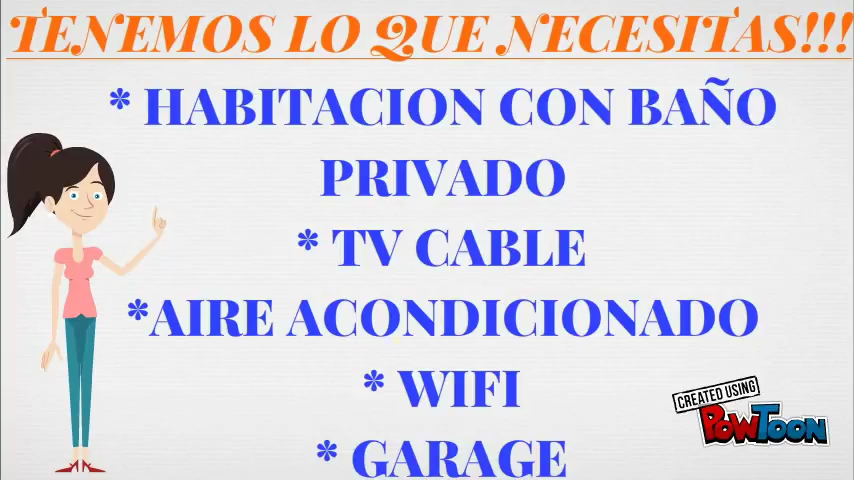 TENEMOS LO QUE NECESITAS!!!
* HABITACION CON BAÑO
PRIVADO
* TV CABLE
*AIRE ACONDICIONADO
* WIFI
* GARAGE
CREATED USING
POWTOON